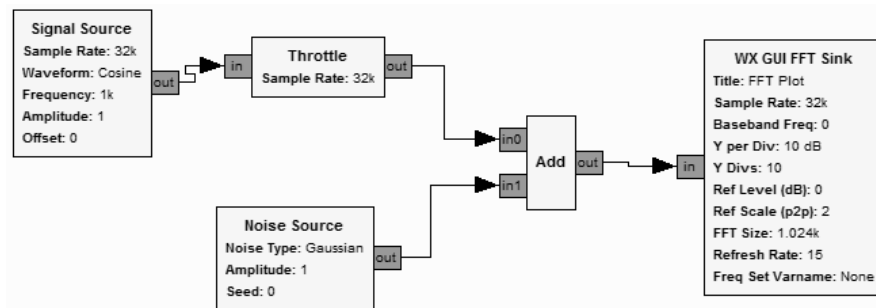 Signal Source
Sample Rate: 32k
Waveform: Cosine
Frequency: 1k
Amplitude: 1
Offset: 0
out
in
Throttle
Sample Rate: 32k
out
Noise Source
Noise Type: Gaussian
Amplitude: 1
Seed: 0
out
in0
in1
Add
out
in
WX GUI FFT Sink
Title: FFT Plot
Sample Rate: 32k
Baseband Freq: 0
Y per Div: 10 dB
Y Divs: 10
Ref Level (dB): 0
Ref Scale (p2p): 2
FFT Size: 1.024k
Refresh Rate: 15
Freq Set Varname: None